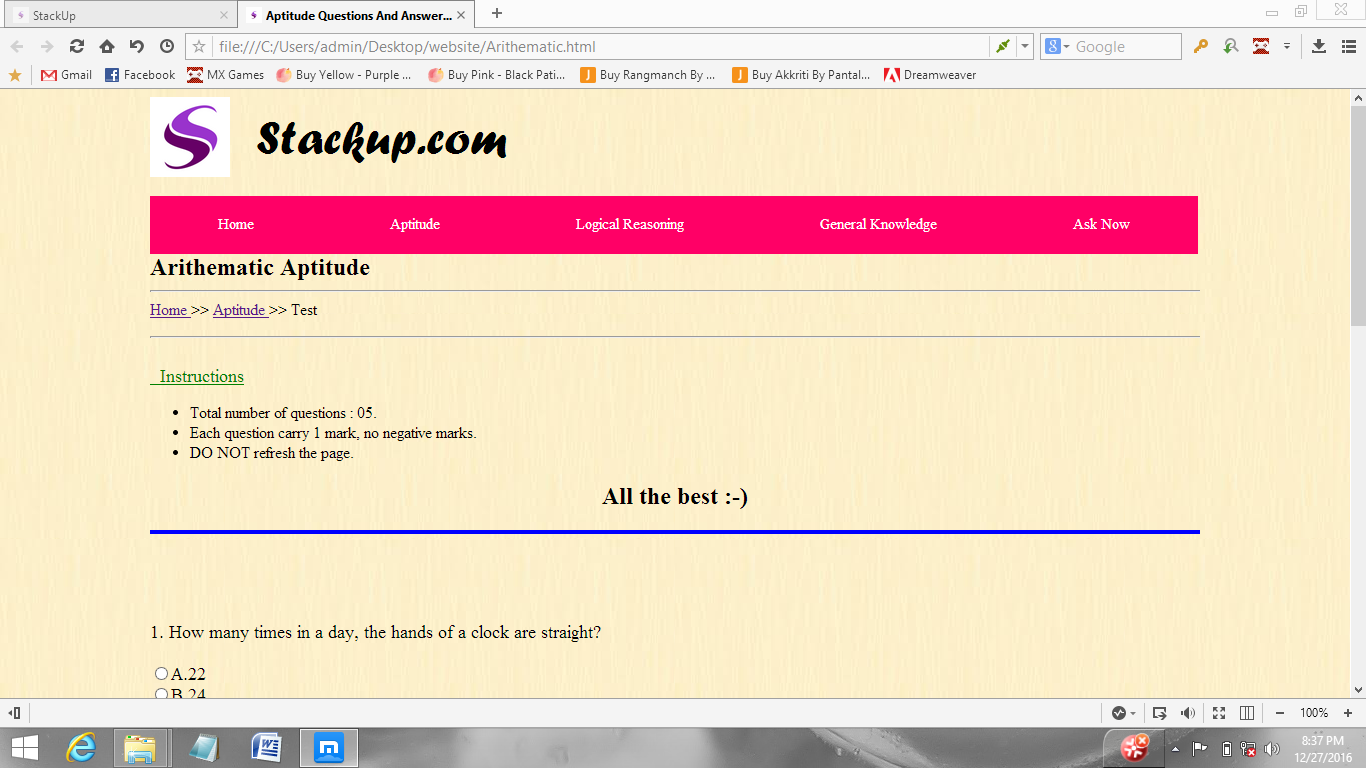 StackUp
Aptitude Questions And Answer...
file:///C:/Users/admin/Desktop/website/Arithematic.html
Google
Gmail
Facebook
MX Games
Buy Yellow - Purple ...
Buy Pink - Black Pati...
Buy Rangmanch By ...
Buy Akkriti By Pantal...
Dreamweaver
Stackup.com
Home
Aptitude
Logical Reasoning
General Knowledge
Ask Now
Arithematic Aptitude
Home >> Aptitude >> Test
Instructions
• Total number of questions : 05.
• Each question carry 1 mark, no negative marks.
• DO NOT refresh the page.
All the best :-)
1. How many times in a day, the hands of a clock are straight?
A.22
B.24
100%
8:37 PM
12/27/2016